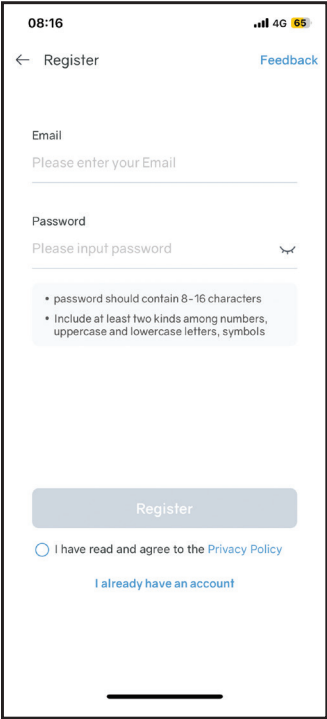 08:16 4G 65
← Register Feedback
Email
Please enter your Email
Password
Please input password
• password should contain 8-16 characters
• Include at least two kinds among numbers,
uppercase and lowercase letters, symbols
Register
I have read and agree to the Privacy Policy
I already have an account